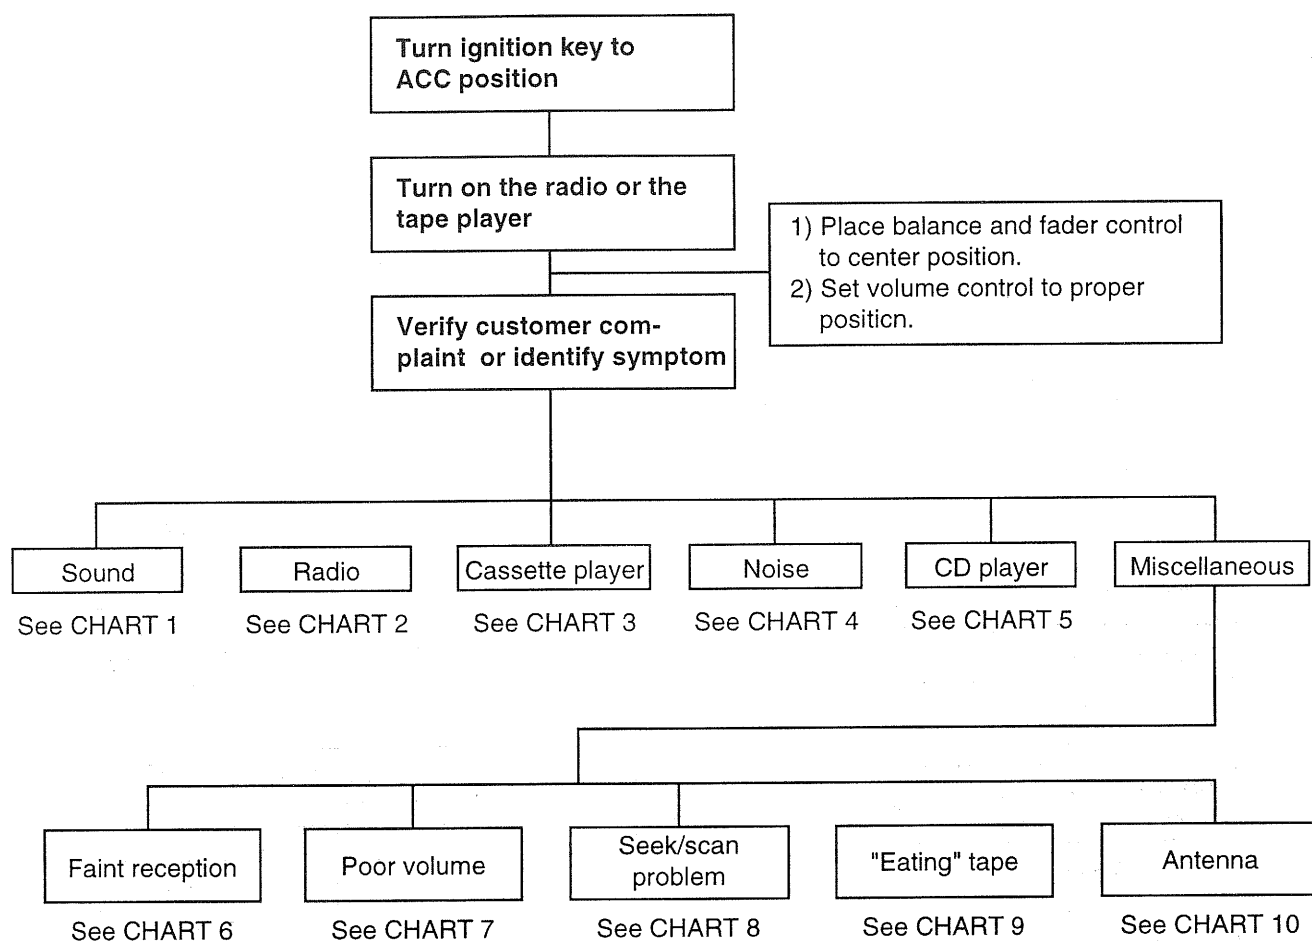 Turn ignition key to
ACC position
Turn on the radio or the
tape player
1) Place balance and fader control
to center position.
2) Set volume control to proper
positicn.
Verify customer com-
plaint or identify symptom
Sound
Radio
Cassette player
Noise
CD player
Miscellaneous
See CHART 1
See CHART 2
See CHART 3
See CHART 4
See CHART 5
Faint reception
Poor volume
Seek/scan
problem
"Eating" tape
Antenna
See CHART 6
See CHART 7
See CHART 8
See CHART 9
See CHART 10